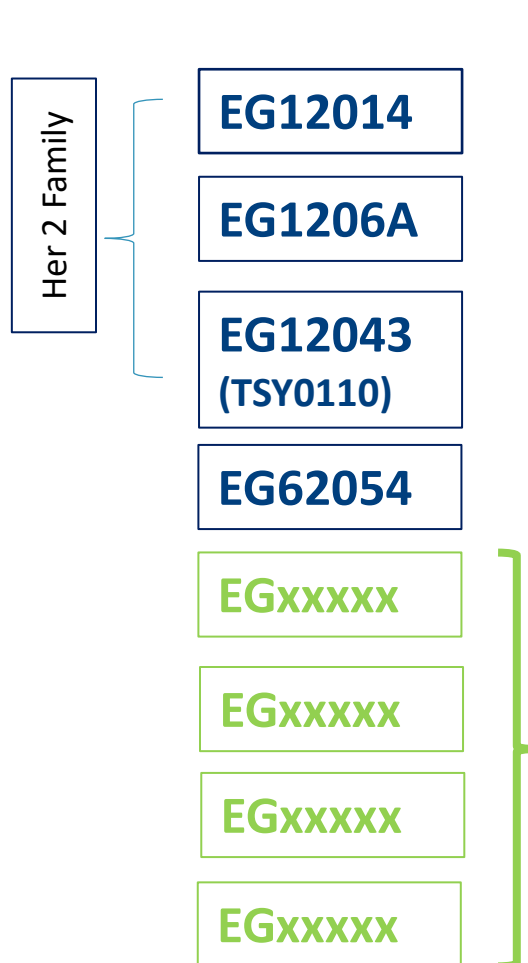 Her 2 Family
EG12014
EG1206A
EG12043
(TSY0110)
EG62054
EGxxxxx
EGxxxxx
EGxxxxx
EGxxxxx